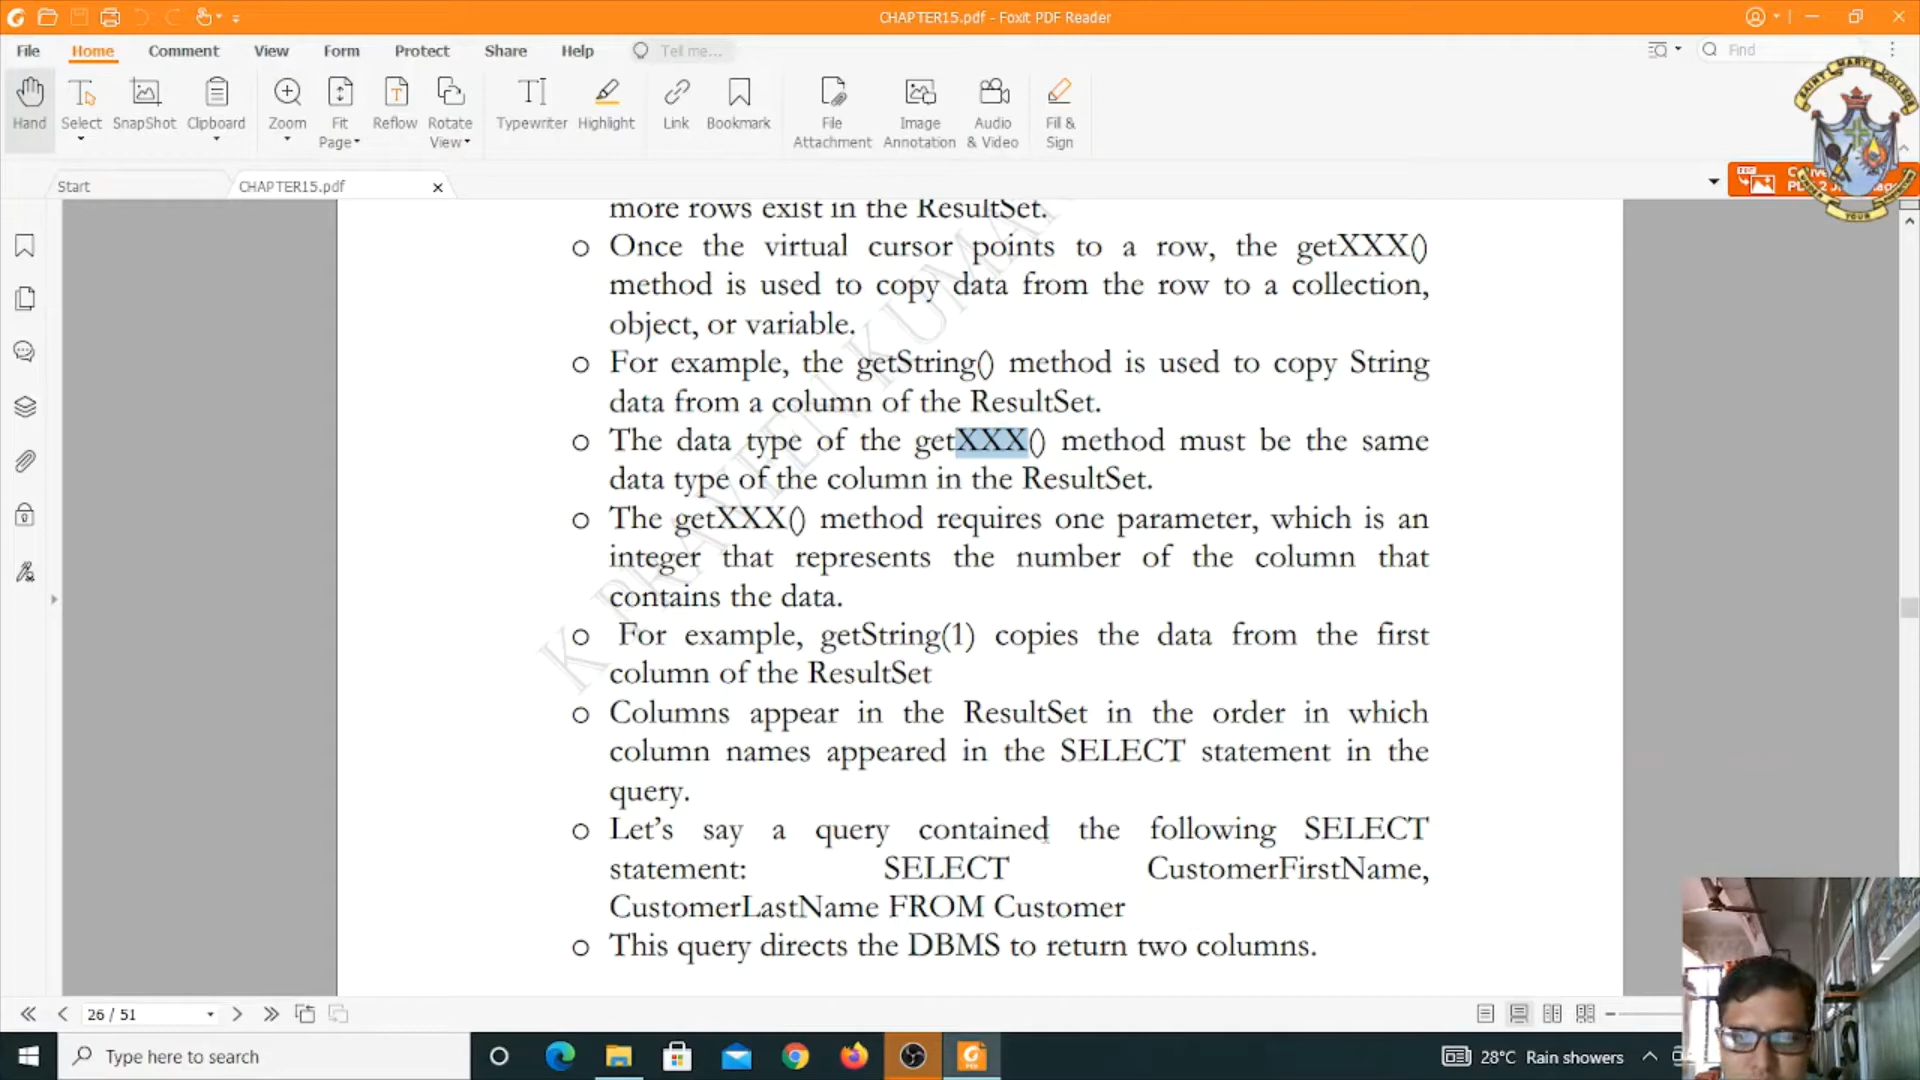 CHAPTER15.pdf - Foxit PDF Reader
File Home Comment View Form Protect Share Help Tell me... Find
Hand Select SnapShot Clipboard Zoom Fit Page Reflow Rotate View Typewriter Highlight Link Bookmark File Attachment Image Annotation Audio & Video Fill & Sign
Start CHAPTER15.pdf
more rows exist in the ResultSet.
o Once the virtual cursor points to a row, the getXXX()
method is used to copy data from the row to a collection,
object, or variable.
o For example, the getString() method is used to copy String
data from a column of the ResultSet.
o The data type of the getXXX() method must be the same
data type of the column in the ResultSet.
o The getXXX() method requires one parameter, which is an
integer that represents the number of the column that
contains the data.
o For example, getString(1) copies the data from the first
column of the ResultSet
o Columns appear in the ResultSet in the order in which
column names appeared in the SELECT statement in the
query.
o Let's say a query contained the following SELECT
statement: SELECT CustomerFirstName,
CustomerLastName FROM Customer
o This query directs the DBMS to return two columns.
K PRAVEEN KUMAR
26 / 51
Type here to search
28°C Rain showers